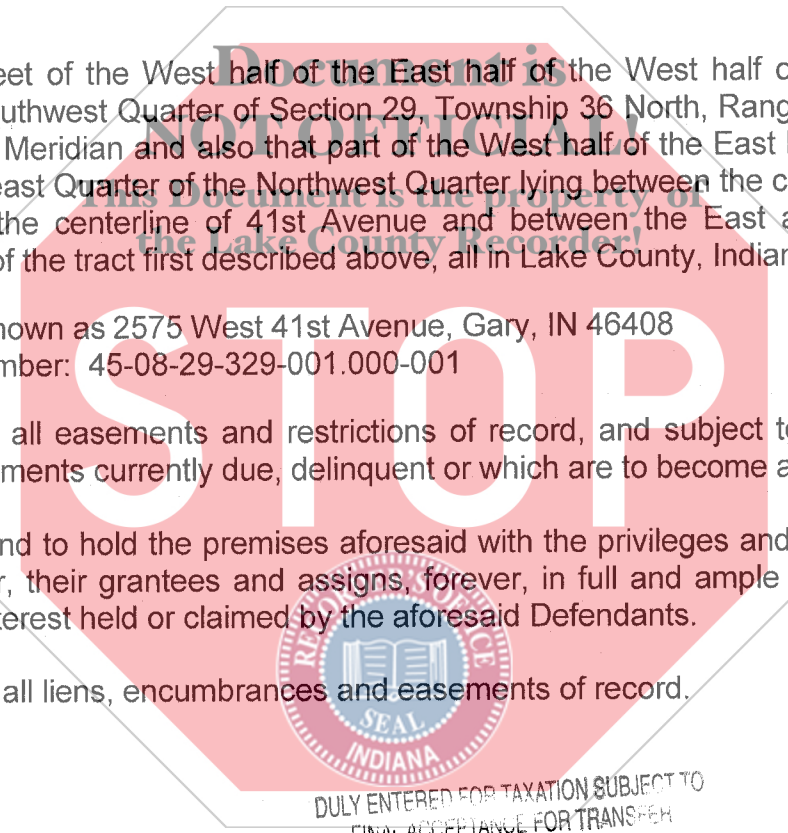 Document is
eet of the West half of the East half of the West half o
uthwest Quarter of Section 29, Township 36 North, Rang
NOT OFFICIAL!
Meridian and also that part of the West half of the East
east Quarter of the Northwest Quarter lying between the c
This Document is the property of
the centerline of 41st Avenue and between the East a
the Lake County Recorder!
of the tract first described above, all in Lake County, Indian
nown as 2575 West 41st Avenue, Gary, IN 46408
mber: 45-08-29-329-001.000-001
STOP
all easements and restrictions of record, and subject to
ments currently due, delinquent or which are to become a
nd to hold the premises aforesaid with the privileges and
r, their grantees and assigns, forever, in full and ample
terest held or claimed by the aforesaid Defendants.
RECORDER'S OFFICE
SEAL
INDIANA
all liens, encumbrances and easements of record.
DULY ENTERED FOR TAXATION SUBJECT TO
FINAL ACCEPTANCE FOR TRANSFER